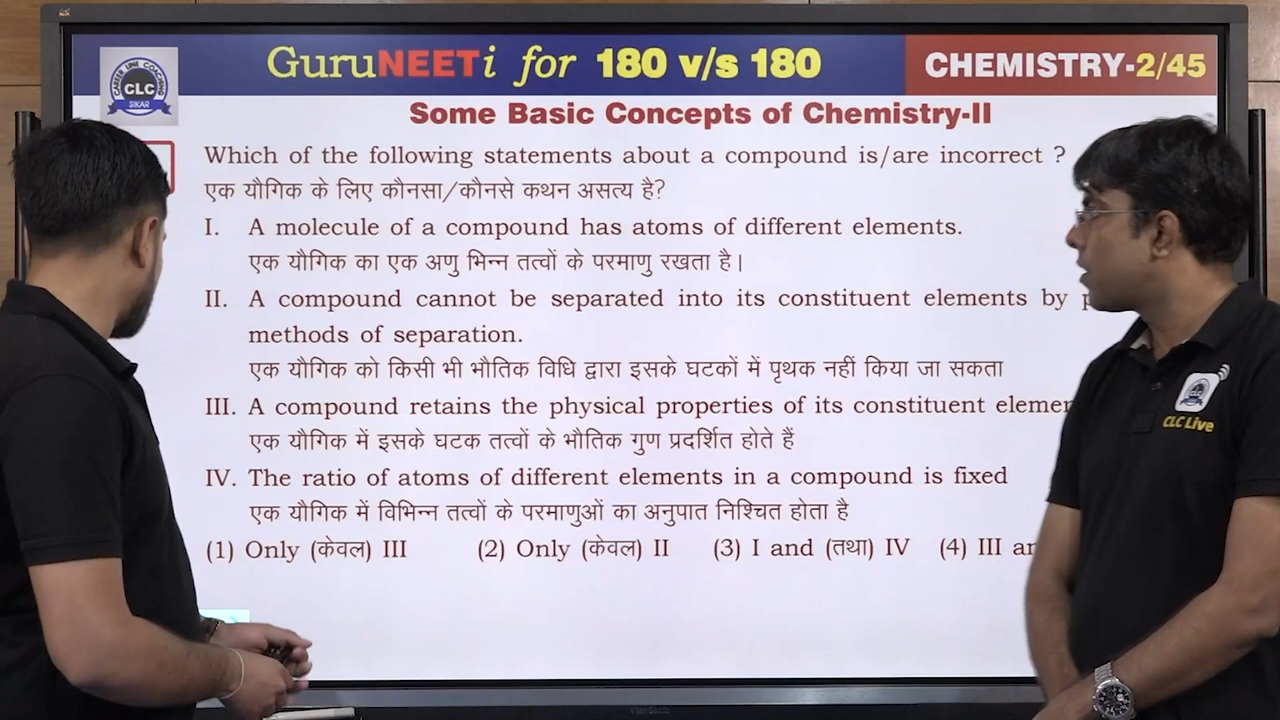 GuruNEETi for 180 v/s 180
CHEMISTRY-2/45
CAREER LINE COACHING
CLC
SIKAR
Some Basic Concepts of Chemistry-II
Which of the following statements about a compound is/are incorrect ?
एक यौगिक के लिए कौनसा/कौनसे कथन असत्य है?
I. A molecule of a compound has atoms of different elements.
एक यौगिक का एक अणु भिन्न तत्वों के परमाणु रखता है।
II. A compound cannot be separated into its constituent elements by
methods of separation.
एक यौगिक को किसी भी भौतिक विधि द्वारा इसके घटकों में पृथक नहीं किया जा सकता
III. A compound retains the physical properties of its constituent
एक यौगिक में इसके घटक तत्वों के भौतिक गुण प्रदर्शित होते हैं
IV. The ratio of atoms of different elements in a compound is fixed
एक यौगिक में विभिन्न तत्वों के परमाणुओं का अनुपात निश्चित होता है
(1) Only (केवल) III (2) Only (केवल) II (3) I and (तथा) IV (4) III
CLC Live
ViewSonic